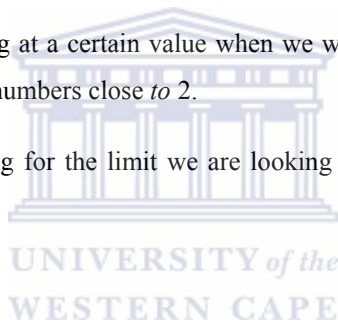 g at a certain value when we w
numbers close to 2.
g for the limit we are looking
UNIVERSITY of the
WESTERN CAPE